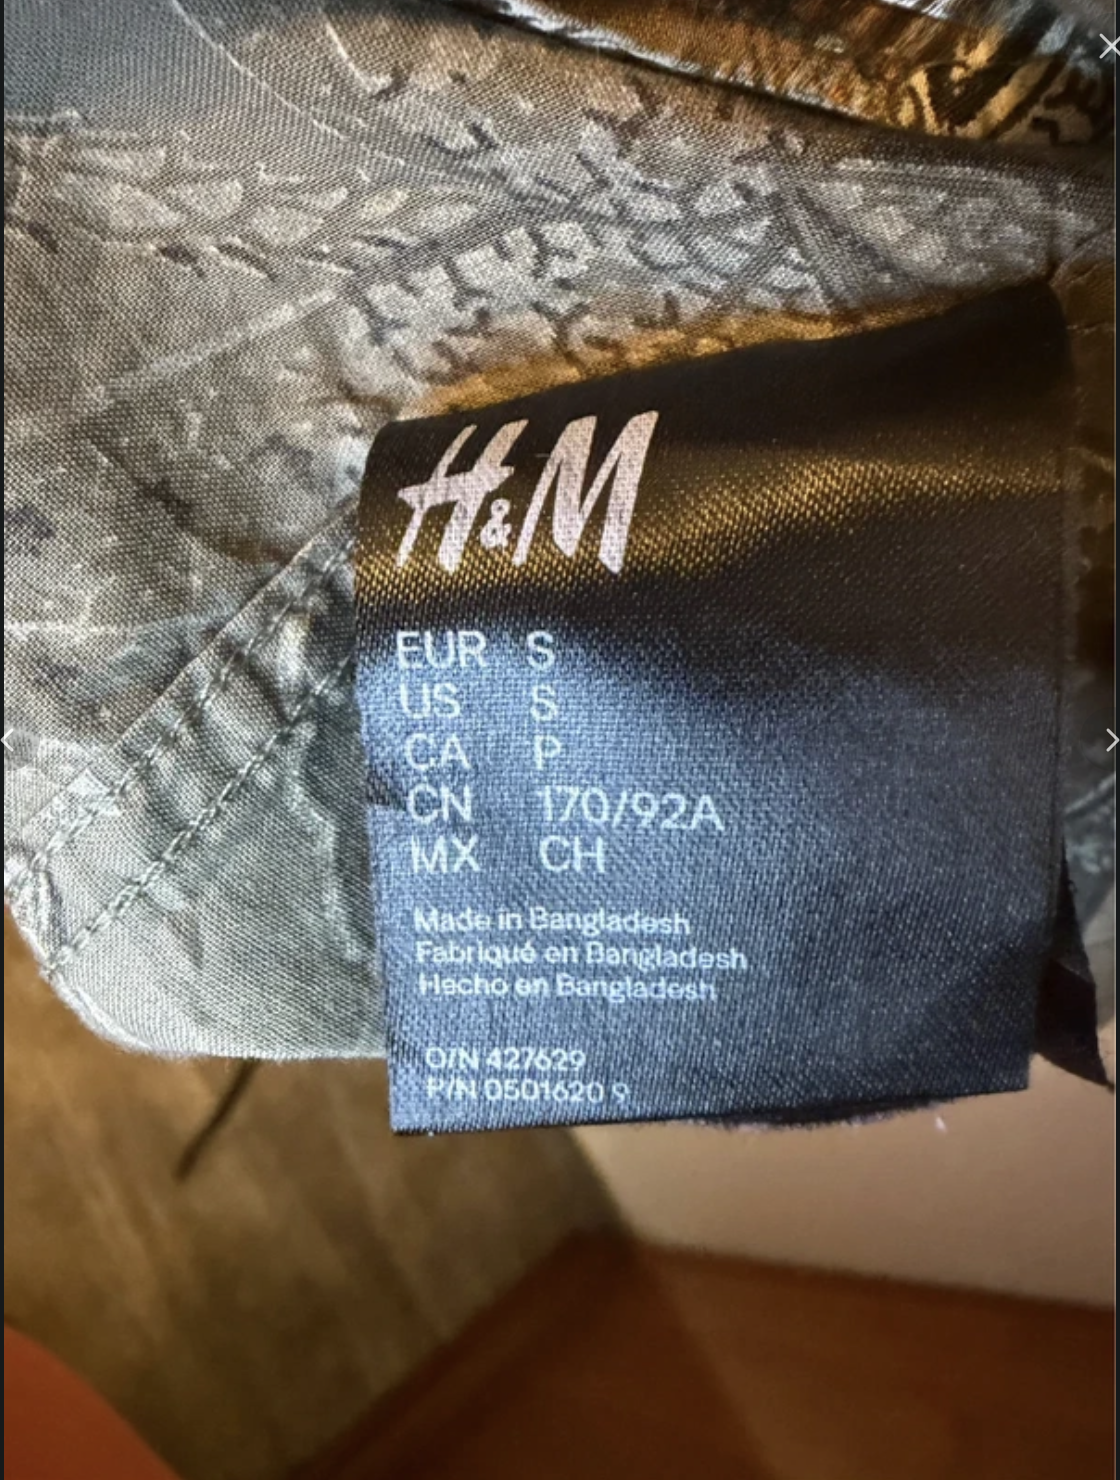 H&M
EUR S
US S
CA P
CN 170/92A
MX CH
Made in Bangladesh
Fabriqué en Bangladesh
Hecho en Bangladesh
O/N 427629
P/N 0501620 9